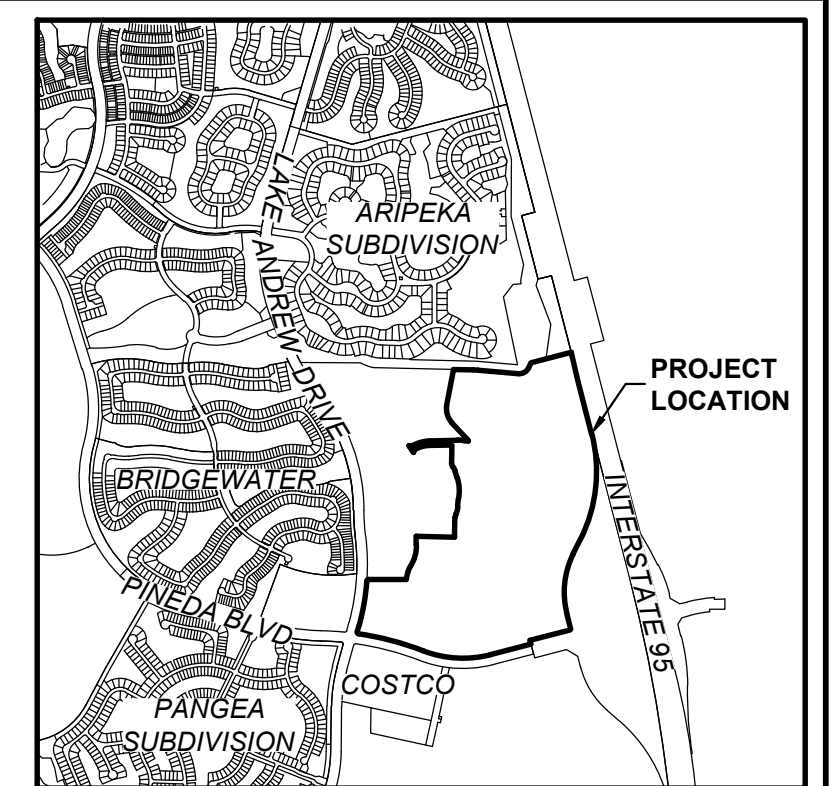 LAKE ANDREW DRIVE
ARIPEKA
SUBDIVISION
PROJECT
LOCATION
BRIDGEWATER
INTERSTATE 95
PINEDA BLVD
COSTCO
PANGEA
SUBDIVISION